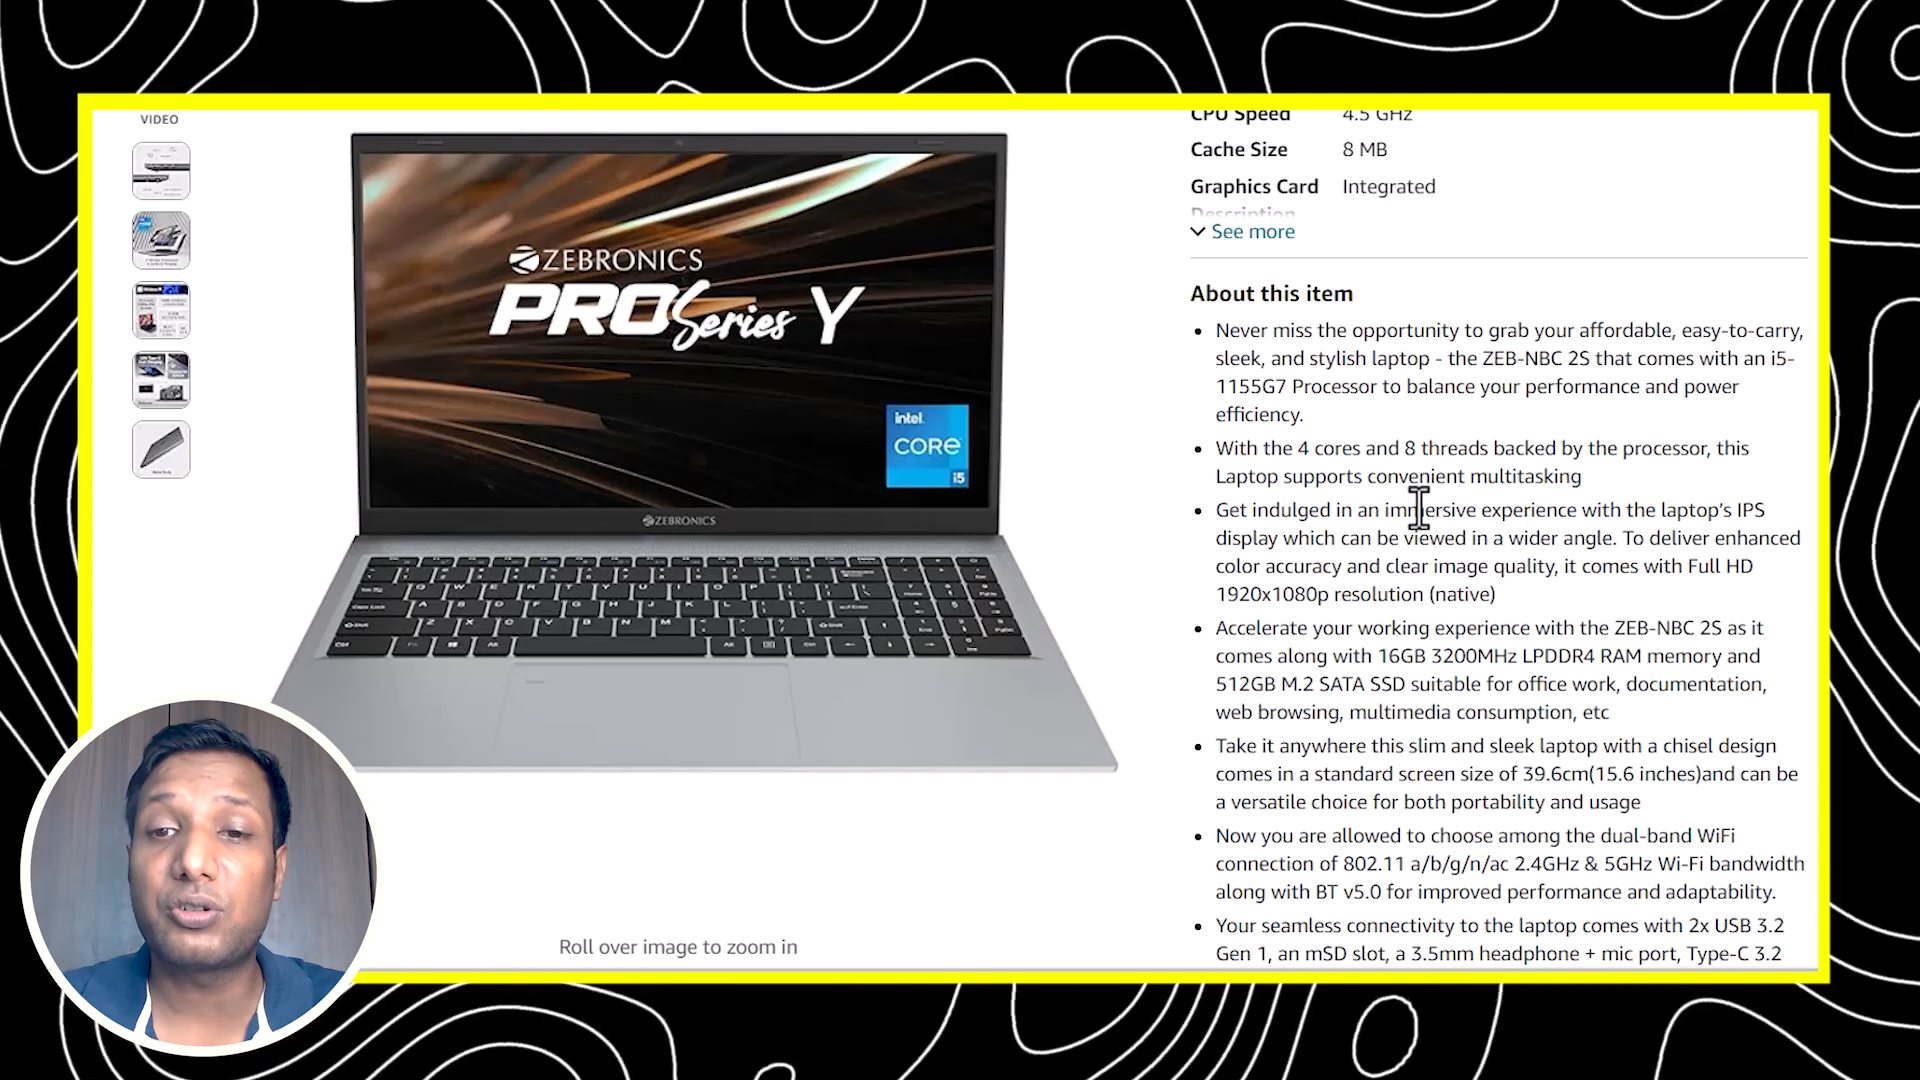 VIDEO
ZEBRONICS
PRO Series Y
intel
CORE
i5
ZEBRONICS
Roll over image to zoom in
CPU Speed 4.5 GHz
Cache Size 8 MB
Graphics Card Integrated
Description
See more
About this item
Never miss the opportunity to grab your affordable, easy-to-carry,
sleek, and stylish laptop - the ZEB-NBC 2S that comes with an i5-
1155G7 Processor to balance your performance and power
efficiency.
With the 4 cores and 8 threads backed by the processor, this
Laptop supports convenient multitasking
Get indulged in an immersive experience with the laptop's IPS
display which can be viewed in a wider angle. To deliver enhanced
color accuracy and clear image quality, it comes with Full HD
1920x1080p resolution (native)
Accelerate your working experience with the ZEB-NBC 2S as it
comes along with 16GB 3200MHz LPDDR4 RAM memory and
512GB M.2 SATA SSD suitable for office work, documentation,
web browsing, multimedia consumption, etc
Take it anywhere this slim and sleek laptop with a chisel design
comes in a standard screen size of 39.6cm(15.6 inches)and can be
a versatile choice for both portability and usage
Now you are allowed to choose among the dual-band WiFi
connection of 802.11 a/b/g/n/ac 2.4GHz & 5GHz Wi-Fi bandwidth
along with BT v5.0 for improved performance and adaptability.
Your seamless connectivity to the laptop comes with 2x USB 3.2
Gen 1, an mSD slot, a 3.5mm headphone + mic port, Type-C 3.2